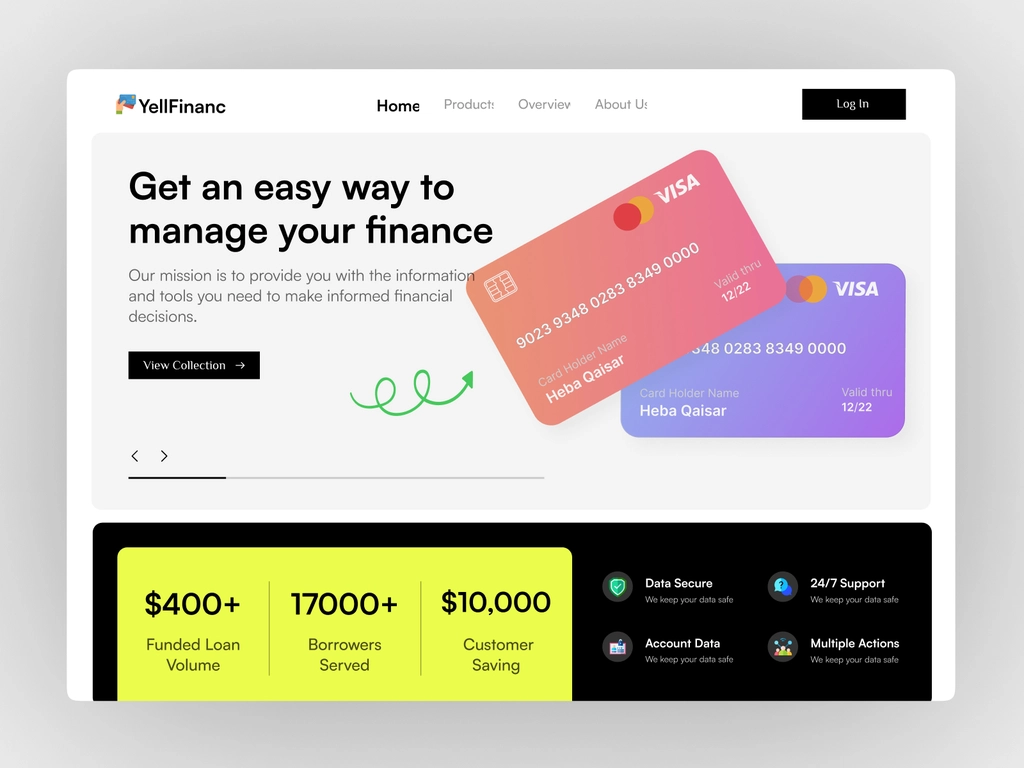 YellFinanc
Home
Products
Overview
About Us
Log In
Get an easy way to
manage your finance
Our mission is to provide you with the information
and tools you need to make informed financial
decisions.
View Collection
VISA
9023 9348 0283 8349 0000
Valid thru
12/22
Card Holder Name
Heba Qaisar
VISA
348 0283 8349 0000
Card Holder Name
Heba Qaisar
Valid thru
12/22
$400+
Funded Loan
Volume
17000+
Borrowers
Served
$10,000
Customer
Saving
Data Secure
We keep your data safe
24/7 Support
We keep your data safe
Account Data
We keep your data safe
Multiple Actions
We keep your data safe